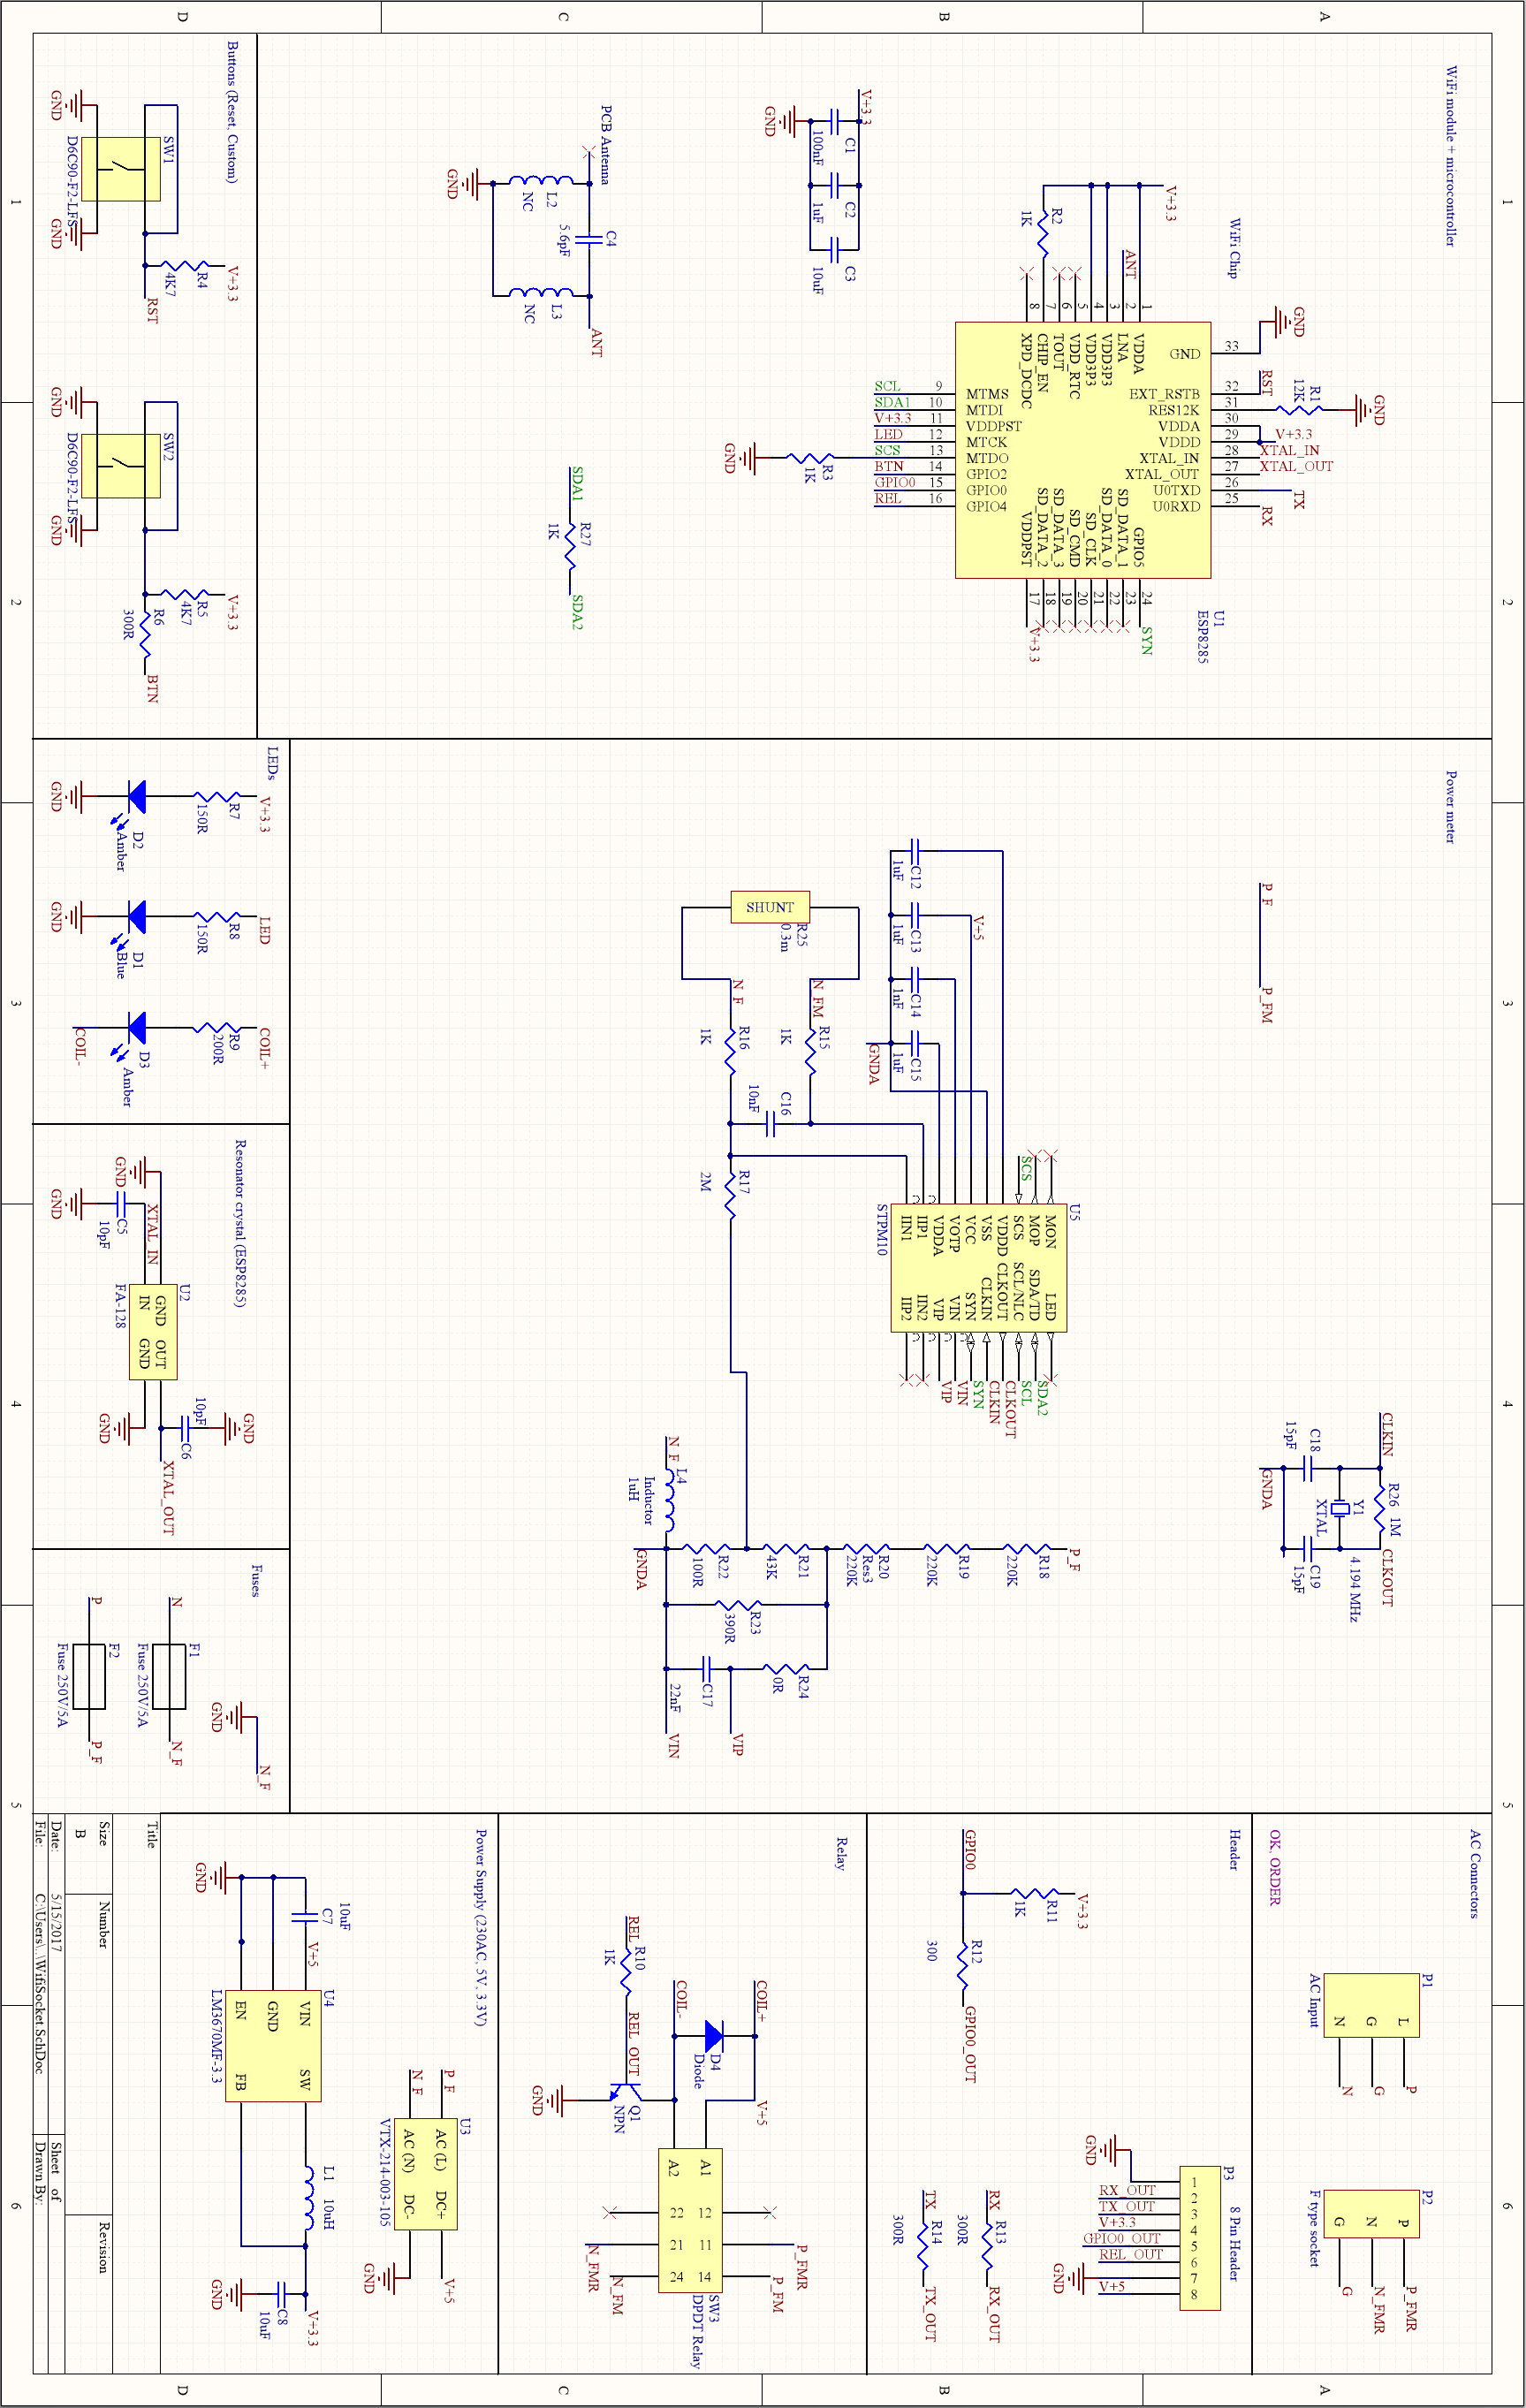 WiFi module + microcontroller
WiFi Chip
V+3.3
ANT
R2
1K
GND
RST
R1
12K
GND
V+3.3
XTAL_IN
XTAL_OUT
TX
RX
1
2
3
4
5
6
7
8
VDDA
LNA
VDD3P3
VDD3P3
VDD_RTC
TOUT
CHIP_EN
XPD_DCDC
33
32
31
30
29
28
27
26
25
GND
EXT_RSTB
RES12K
VDDA
VDDD
XTAL_IN
XTAL_OUT
U0TXD
U0RXD
SCL 9 MTMS
SDA1 10 MTDI
V+3.3 11 VDDPST
LED 12 MTCK
SCS 13 MTDO
BTN 14 GPIO2
GPIO0 15 GPIO0
REL 16 GPIO4
GPIO5
SD_DATA_1
SD_DATA_0
SD_CLK
SD_CMD
SD_DATA_3
SD_DATA_2
VDDPST
24
23
22
21
20
19
18
17
SYN
V+3.3
U1
ESP8285
R3
1K
GND
V+3.3
C1
100nF
C2
1uF
C3
10uF
GND
PCB Antenna
L2
NC
C4
5.6pF
L3
NC
ANT
GND
SDA1
R27
1K
SDA2
Buttons (Reset, Custom)
GND
SW1
D6C90-F2-LFS
GND
V+3.3
R4
4K7
RST
GND
SW2
D6C90-F2-LFS
GND
V+3.3
R5
4K7
R6
300R
BTN
Power meter
P_F
P_FM
C12
1uF
C13
1uF
V+5
C14
1nF
C15
1uF
GNDA
SHUNT
R25
0.3m
N_F
N_FM
R15
1K
R16
1K
C16
10nF
R17
2M
SCS
U5
STPM10
MON
MOP
SCS
VDDD
VSS
VCC
VOTP
VDDA
IIP1
IIN1
LED
SDA/TD
SCL/NLC
CLKOUT
CLKIN
SYN
VIN
VIP
IIN2
IIP2
SDA2
SCL
CLKOUT
CLKIN
SYN
VIN
VIP
CLKIN
C18
15pF
GNDA
R26 1M
Y1
XTAL
C19
15pF
4.194 MHz
CLKOUT
N_F
L4
Inductor
1uH
GNDA
R22
100R
R21
43K
R20
Res3
220K
R19
220K
R18
220K
P_F
R23
390R
R24
0R
C17
22nF
VIN
VIP
LEDs
V+3.3
R7
150R
D2
Amber
GND
LED
R8
150R
D1
Blue
GND
COIL+
R9
200R
D3
Amber
COIL-
Resonator crystal (ESP8285)
GND
XTAL_IN
C5
10pF
GND
U2
FA-128
GND
IN
OUT
GND
GND
10pF
C6
GND
XTAL_OUT
Fuses
N
F1
Fuse 250V/5A
N_F
P
F2
Fuse 250V/5A
P_F
GND
N_F
AC Connectors
OK, ORDER
P1
AC Input
L
G
N
P
G
N
P2
F type socket
P
N
G
P_FMR
N_FMR
G
Header
GPIO0
V+3.3
R11
1K
R12
300
GPIO0_OUT
GND
P3
8 Pin Header
1
2
3
4
5
6
7
8
RX_OUT
TX_OUT
V+3.3
GPIO0_OUT
REL_OUT
GND
V+5
RX
R13
300R
RX_OUT
TX
R14
300R
TX_OUT
Relay
REL
R10
1K
REL_OUT
COIL+
COIL-
D4
Diode
V+5
Q1
NPN
GND
A1
A2
12
11
14
22
21
24
P_FMR
P_FM
N_FMR
N_FM
SW3
DPDT Relay
Power Supply (230AC, 5V, 3.3V)
P_F
N_F
U3
VTX-214-003-105
AC (L)
AC (N)
DC+
DC-
V+5
GND
GND
C7
10uF
V+5
U4
LM3670MF-3.3
VIN
GND
EN
SW
FB
L1 10uH
C8
10uF
GND
V+3.3
Title
Size
B
Number
Revision
Date: 5/15/2017
Sheet of
File: C:\Users\..\WifiSocket.SchDoc
Drawn By:
1
2
3
4
5
6
1
2
3
4
5
6
A
B
C
D
A
B
C
D